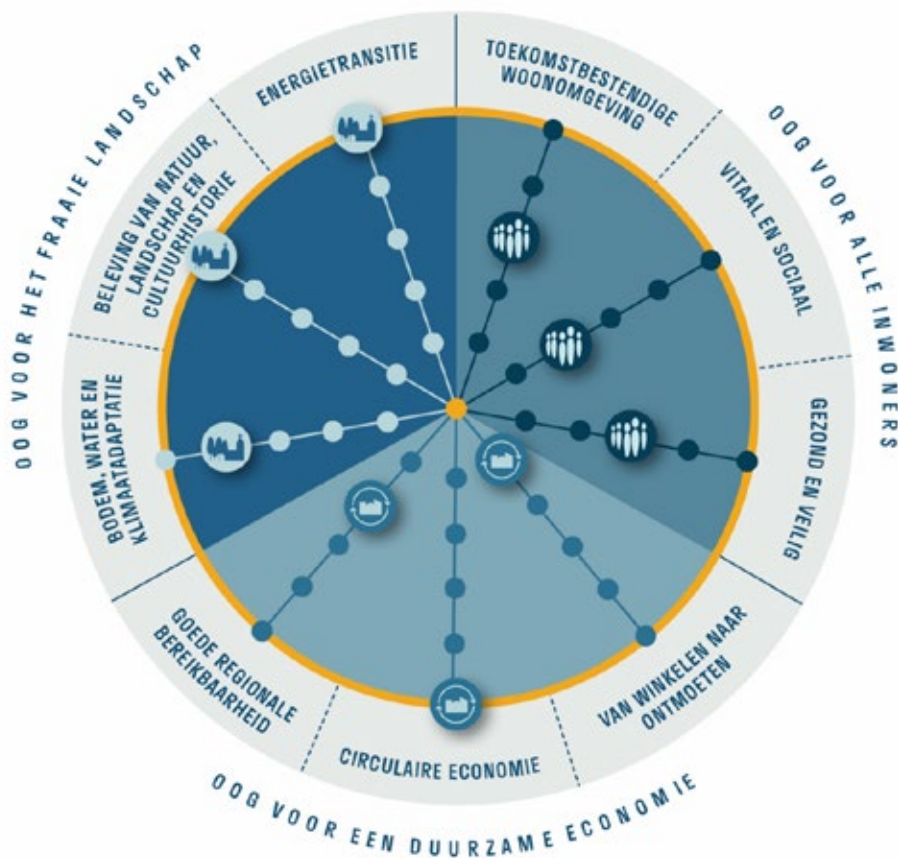 OOG VOOR HET FRAAIE LANDSCHAP
ENERGIETRANSITIE
BELEVING VAN NATUUR,
LANDSCHAP EN
CULTUURHISTORIE
BODEM, WATER EN
KLIMAATADAPTATIE
OOG VOOR ALLE INWONERS
TOEKOMSTBESTENDIGE
WOONOMGEVING
VITAAL EN SOCIAAL
GEZOND EN VEILIG
VAN WINKELEN NAAR
ONTMOETEN
CIRCULAIRE ECONOMIE
GOEDE REGIONALE
BEREIKBAARHEID
OOG VOOR EEN DUURZAME ECONOMIE